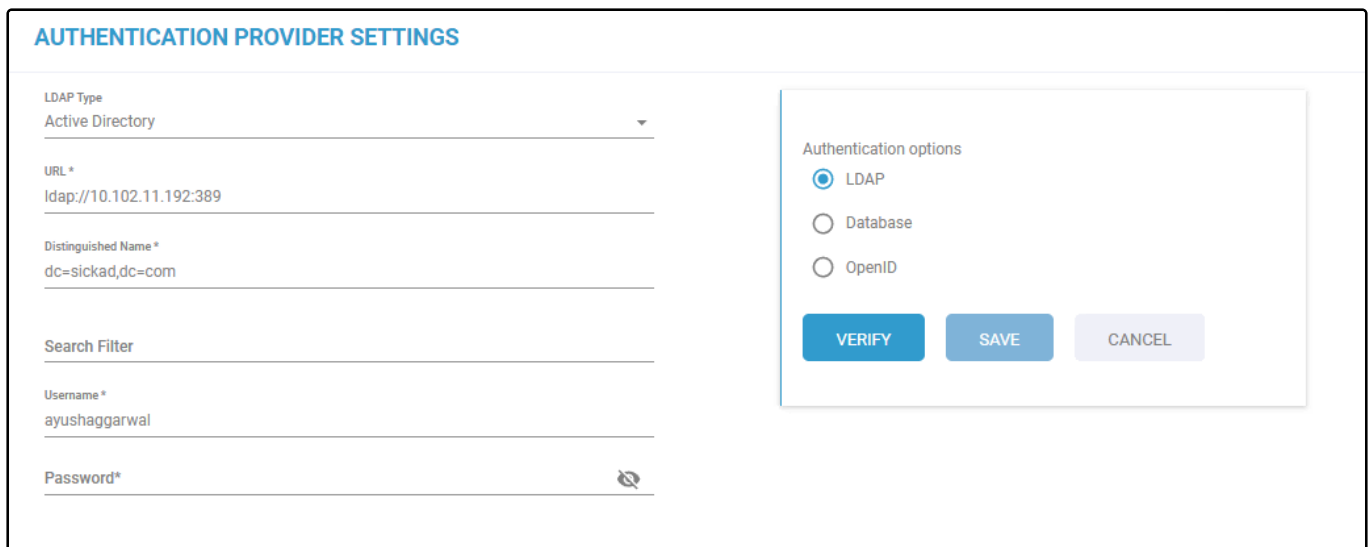 AUTHENTICATION PROVIDER SETTINGS
LDAP Type
Active Directory
URL *
ldap://10.102.11.192:389
Distinguished Name *
dc=sickad,dc=com
Search Filter
Username *
ayushaggarwal
Password*
Authentication options
LDAP
Database
OpenID
VERIFY SAVE CANCEL